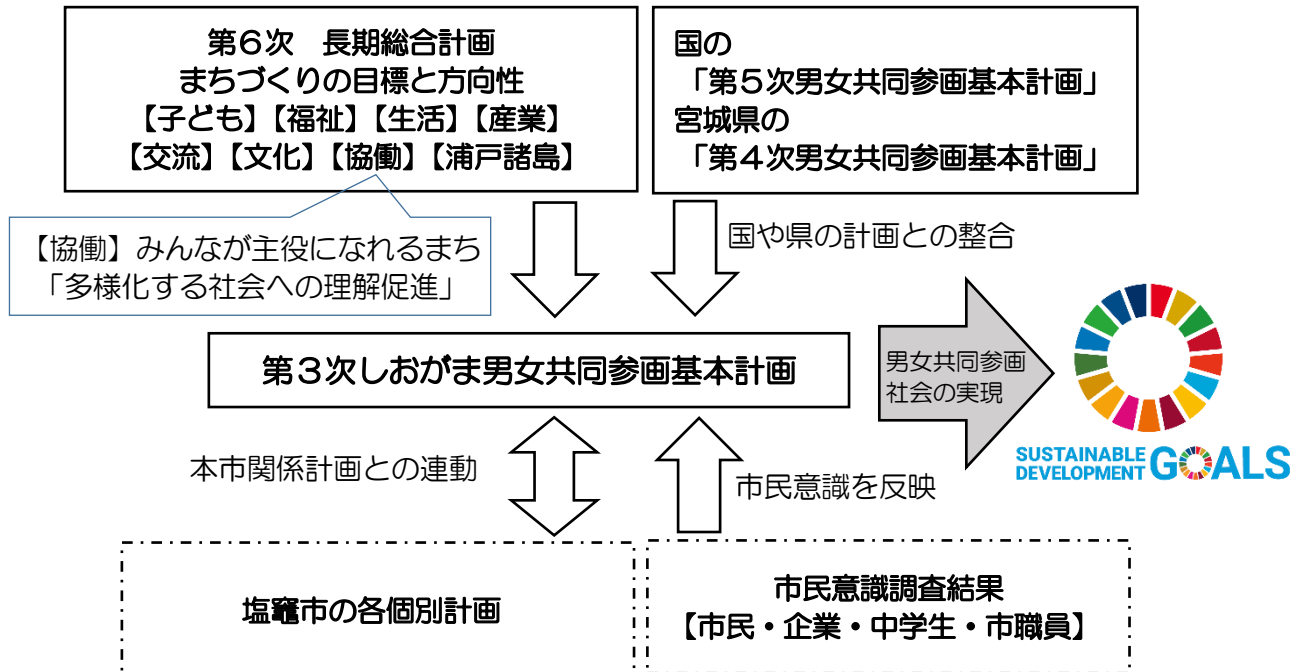 第６次　長期総合計画
まちづくりの目標と方向性
【子ども】【福祉】【生活】【産業】
【交流】【文化】【協働】【浦戸諸島】
国の
「第５次男女共同参画基本計画」
宮城県の
「第４次男女共同参画基本計画」
【協働】みんなが主役になれるまち
「多様化する社会への理解促進」
国や県の計画との整合
第３次しおがま男女共同参画基本計画
男女共同参画
社会の実現
SUSTAINABLE
DEVELOPMENT
GOALS
本市関係計画との連動
市民意識を反映
塩竈市の各個別計画
市民意識調査結果
【市民・企業・中学生・市職員】